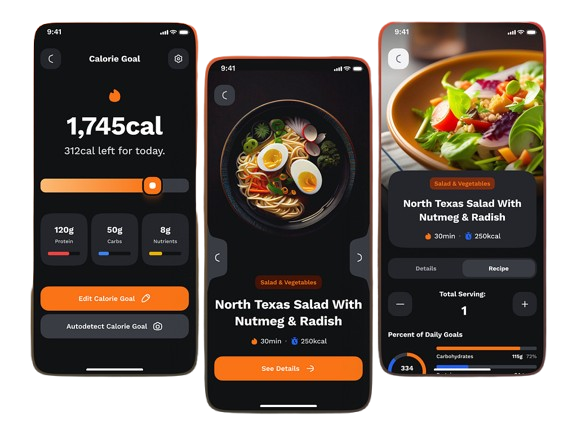 9:41
Calorie Goal
1,745cal
312cal left for today.
120g
Protein
50g
Carbs
8g
Nutrients
Edit Calorie Goal
Autodetect Calorie Goal
9:41
Salad & Vegetables
North Texas Salad With
Nutmeg & Radish
30min · 250kcal
See Details
9:41
Salad & Vegetables
North Texas Salad With
Nutmeg & Radish
30min · 250kcal
Details
Recipe
Total Serving:
1
Percent of Daily Goals
334
Carbohydrates 115g 72%